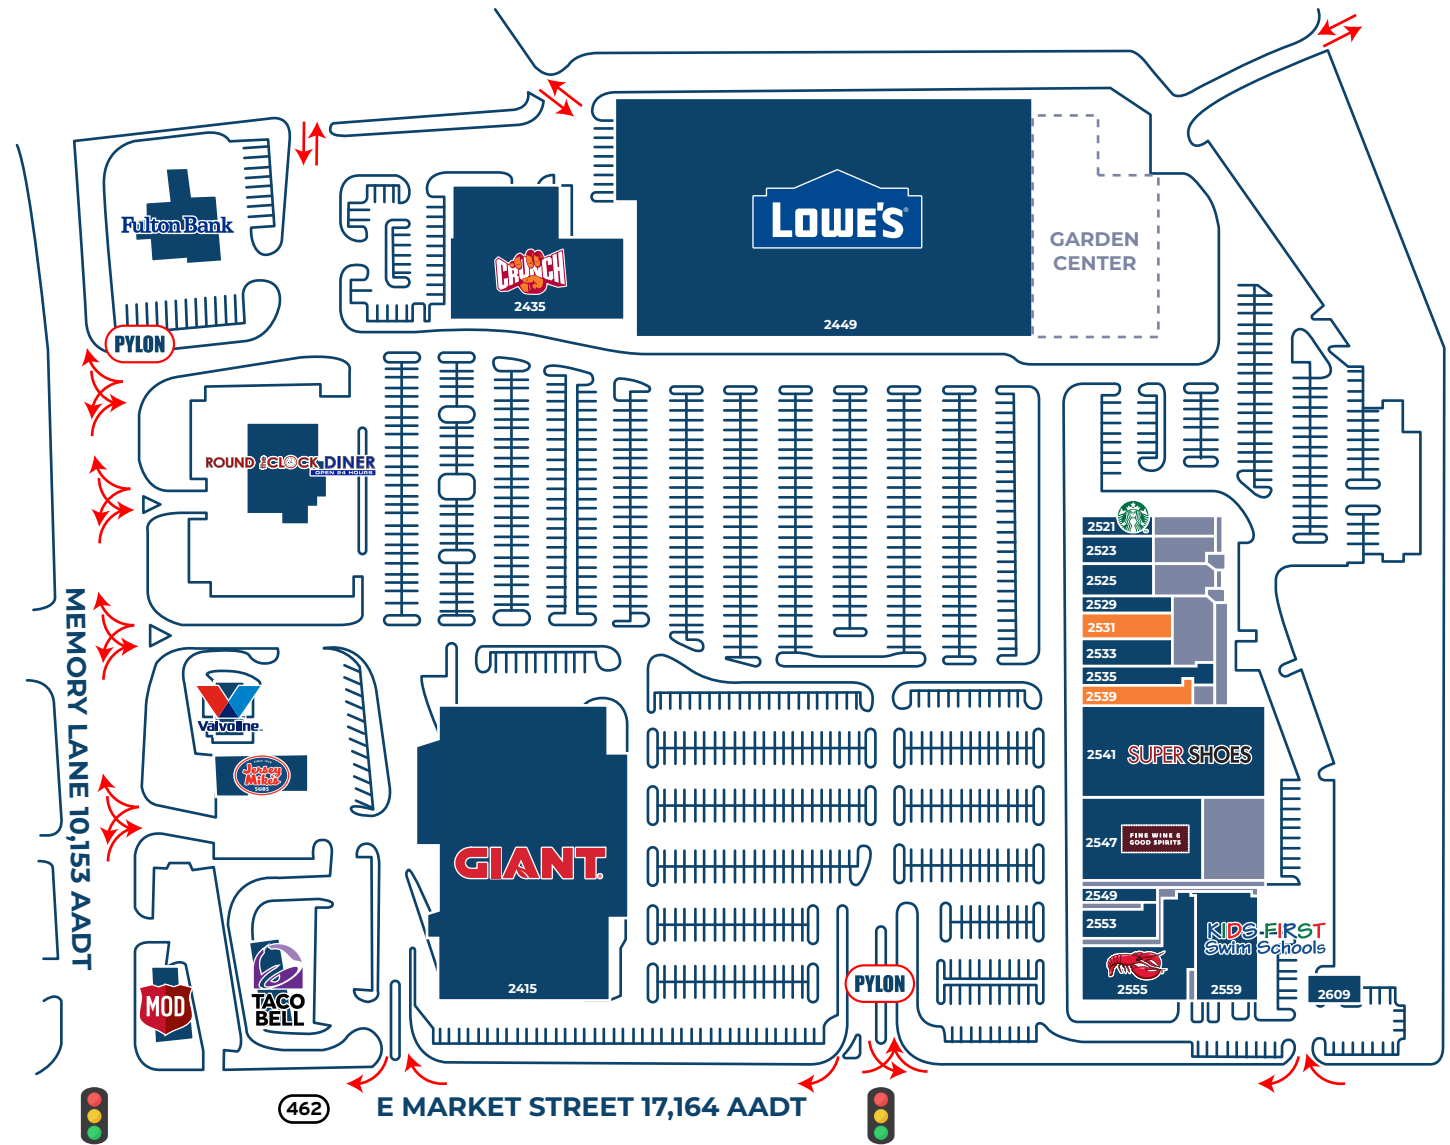 LOWE'S
FultonBank
GARDEN
CENTER
CRUNCH
2435
2449
PYLON
ROUND THE CLOCK DINER
OPEN 24 HOURS
2521
2523
2525
2529
2531
2533
2535
2539
MEMORY LANE 10,153 AADT
Valvoline
Jersey
Mike's
SUBS
2541
SUPER SHOES
2547
FINE WINE &
GOOD SPIRITS
GIANT
2549
2553
KIDS-FIRST
Swim Schools
TACO
BELL
MOD
2415
PYLON
2555
2559
2609
462
E MARKET STREET 17,164 AADT